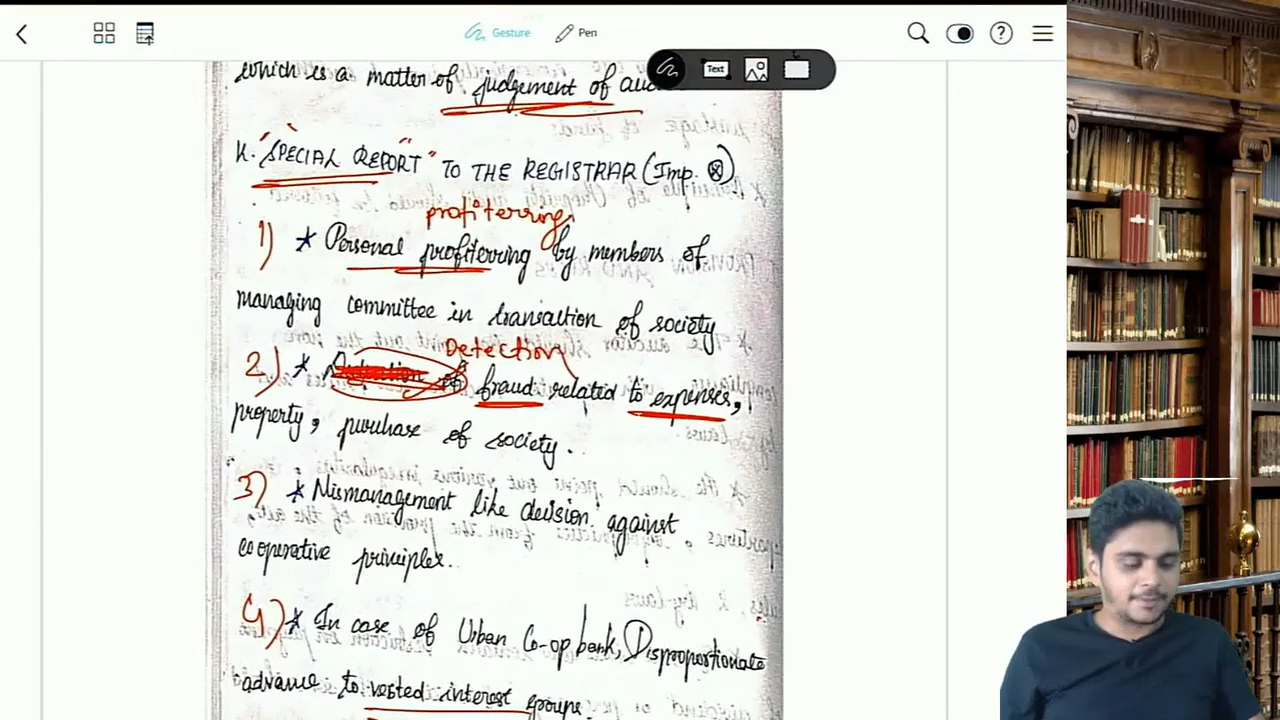 Gesture Pen
Text
which is a matter of judgement of
K. "SPECIAL REPORT" TO THE REGISTRAR (Imp. ⊗)
profiterring
1) * Personal profiterring by members of
managing committee in transaction of society
Detection
2) * fraud related to expenses,
property, purchase of society.
3) * Mismanagement like decision against
cooperative principles.
4) * In case of Urban Co-op bank, Disproportionate
advance to vested interest groups.